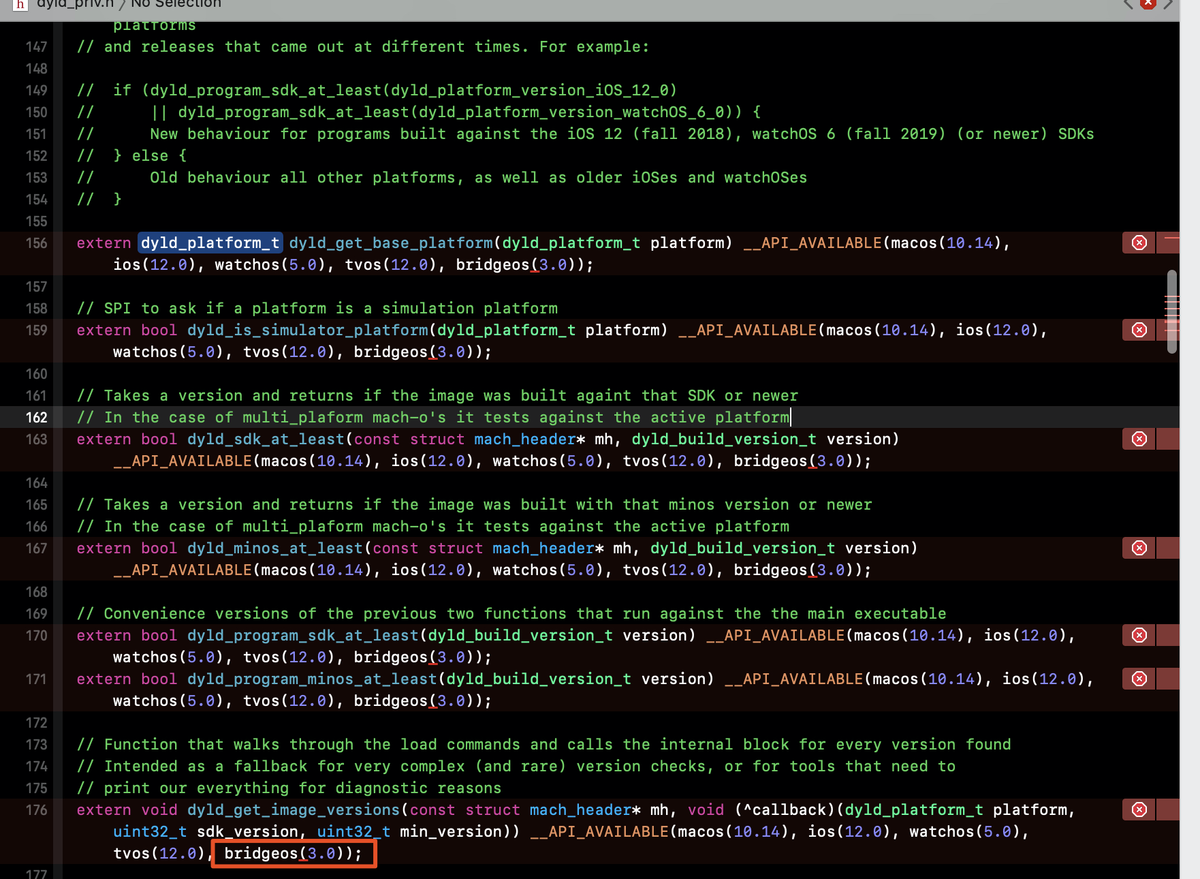 h dyld_priv.h › No Selection
platforms
147 // and releases that came out at different times. For example:
148
149 //  if (dyld_program_sdk_at_least(dyld_platform_version_iOS_12_0)
150 //      || dyld_program_sdk_at_least(dyld_platform_version_watchOS_6_0)) {
151 //      New behaviour for programs built against the iOS 12 (fall 2018), watchOS 6 (fall 2019) (or newer) SDKs
152 //  } else {
153 //      Old behaviour all other platforms, as well as older iOSes and watchOSes
154 //  }
155
156 extern dyld_platform_t dyld_get_base_platform(dyld_platform_t platform) __API_AVAILABLE(macos(10.14),
ios(12.0), watchos(5.0), tvos(12.0), bridgeos(3.0));
157
158 // SPI to ask if a platform is a simulation platform
159 extern bool dyld_is_simulator_platform(dyld_platform_t platform) __API_AVAILABLE(macos(10.14), ios(12.0),
watchos(5.0), tvos(12.0), bridgeos(3.0));
160
161 // Takes a version and returns if the image was built againt that SDK or newer
162 // In the case of multi_plaform mach-o's it tests against the active platform
163 extern bool dyld_sdk_at_least(const struct mach_header* mh, dyld_build_version_t version)
__API_AVAILABLE(macos(10.14), ios(12.0), watchos(5.0), tvos(12.0), bridgeos(3.0));
164
165 // Takes a version and returns if the image was built with that minos version or newer
166 // In the case of multi_plaform mach-o's it tests against the active platform
167 extern bool dyld_minos_at_least(const struct mach_header* mh, dyld_build_version_t version)
__API_AVAILABLE(macos(10.14), ios(12.0), watchos(5.0), tvos(12.0), bridgeos(3.0));
168
169 // Convenience versions of the previous two functions that run against the the main executable
170 extern bool dyld_program_sdk_at_least(dyld_build_version_t version) __API_AVAILABLE(macos(10.14), ios(12.0),
watchos(5.0), tvos(12.0), bridgeos(3.0));
171 extern bool dyld_program_minos_at_least(dyld_build_version_t version) __API_AVAILABLE(macos(10.14), ios(12.0),
watchos(5.0), tvos(12.0), bridgeos(3.0));
172
173 // Function that walks through the load commands and calls the internal block for every version found
174 // Intended as a fallback for very complex (and rare) version checks, or for tools that need to
175 // print our everything for diagnostic reasons
176 extern void dyld_get_image_versions(const struct mach_header* mh, void (^callback)(dyld_platform_t platform,
uint32_t sdk_version, uint32_t min_version)) __API_AVAILABLE(macos(10.14), ios(12.0), watchos(5.0),
tvos(12.0), bridgeos(3.0));
177